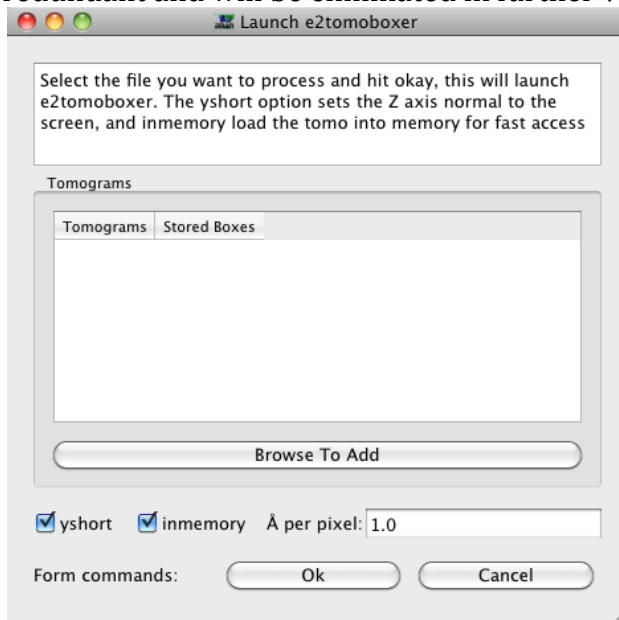 Launch e2tomoboxer
Select the file you want to process and hit okay, this will launch
e2tomoboxer. The yshort option sets the Z axis normal to the
screen, and inmemory load the tomo into memory for fast access
Tomograms
Tomograms Stored Boxes
Browse To Add
yshort inmemory Å per pixel: 1.0
Form commands: Ok Cancel